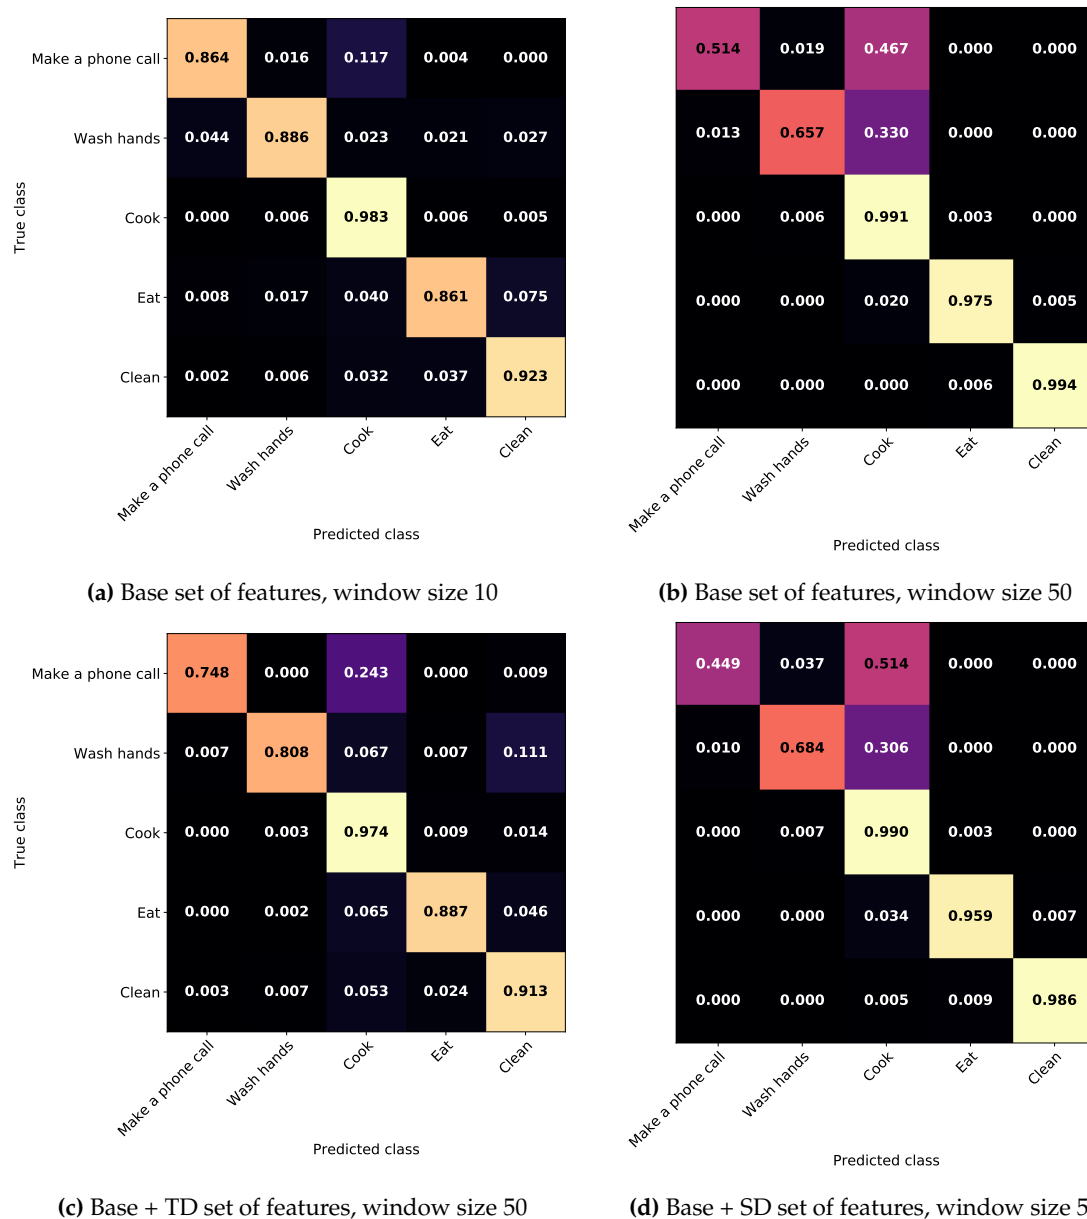 Make a phone call 0.864 0.016 0.117 0.004 0.000
Wash hands 0.044 0.886 0.023 0.021 0.027
Cook 0.000 0.006 0.983 0.006 0.005
Eat 0.008 0.017 0.040 0.861 0.075
Clean 0.002 0.006 0.032 0.037 0.923
True class
Make a phone call Wash hands Cook Eat Clean
Predicted class
(a) Base set of features, window size 10
0.514 0.019 0.467 0.000 0.000
0.013 0.657 0.330 0.000 0.000
0.000 0.006 0.991 0.003 0.000
0.000 0.000 0.020 0.975 0.005
0.000 0.000 0.000 0.006 0.994
Make a phone call Wash hands Cook Eat Clean
Predicted class
(b) Base set of features, window size 50
Make a phone call 0.748 0.000 0.243 0.000 0.009
Wash hands 0.007 0.808 0.067 0.007 0.111
Cook 0.000 0.003 0.974 0.009 0.014
Eat 0.000 0.002 0.065 0.887 0.046
Clean 0.003 0.007 0.053 0.024 0.913
True class
Make a phone call Wash hands Cook Eat Clean
Predicted class
(c) Base + TD set of features, window size 50
0.449 0.037 0.514 0.000 0.000
0.010 0.684 0.306 0.000 0.000
0.000 0.007 0.990 0.003 0.000
0.000 0.000 0.034 0.959 0.007
0.000 0.000 0.005 0.009 0.986
Make a phone call Wash hands Cook Eat Clean
Predicted class
(d) Base + SD set of features, window size 5